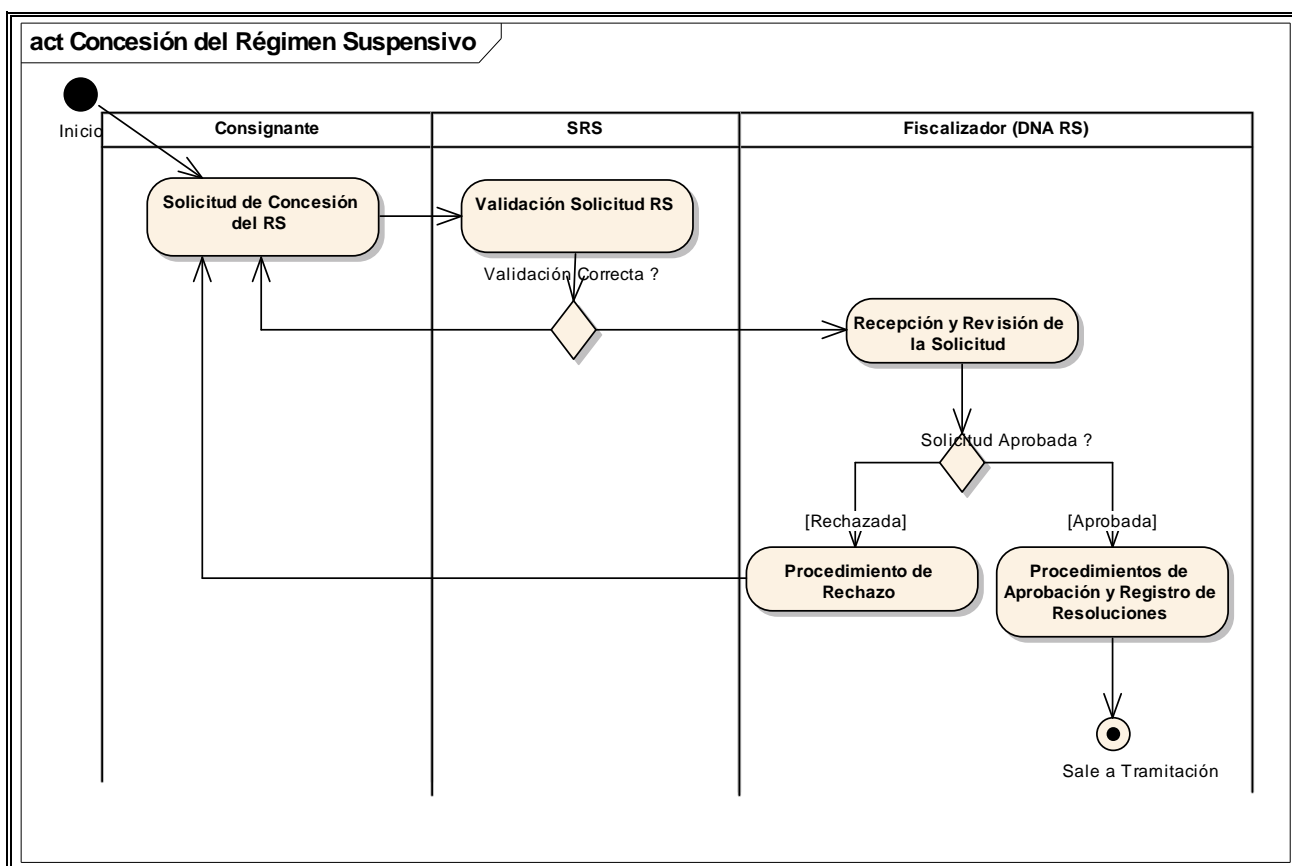 act Concesión del Régimen Suspensivo
Inicio
Consignante
SRS
Fiscalizador (DNA RS)
Solicitud de Concesión
del RS
Validación Solicitud RS
Validación Correcta ?
Recepción y Revisión de
la Solicitud
Solicitud Aprobada ?
[Rechazada]
[Aprobada]
Procedimiento de
Rechazo
Procedimientos de
Aprobación y Registro de
Resoluciones
Sale a Tramitación